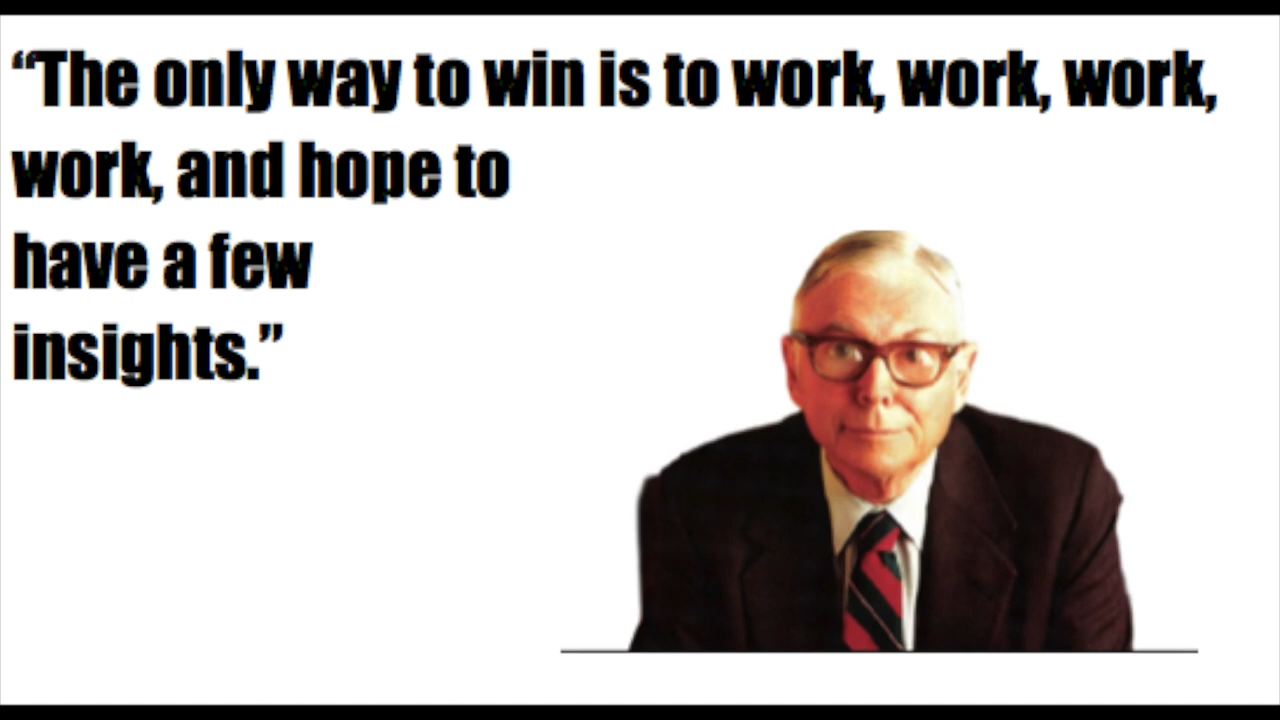 “The only way to win is to work, work, work,
work, and hope to
have a few
insights.”